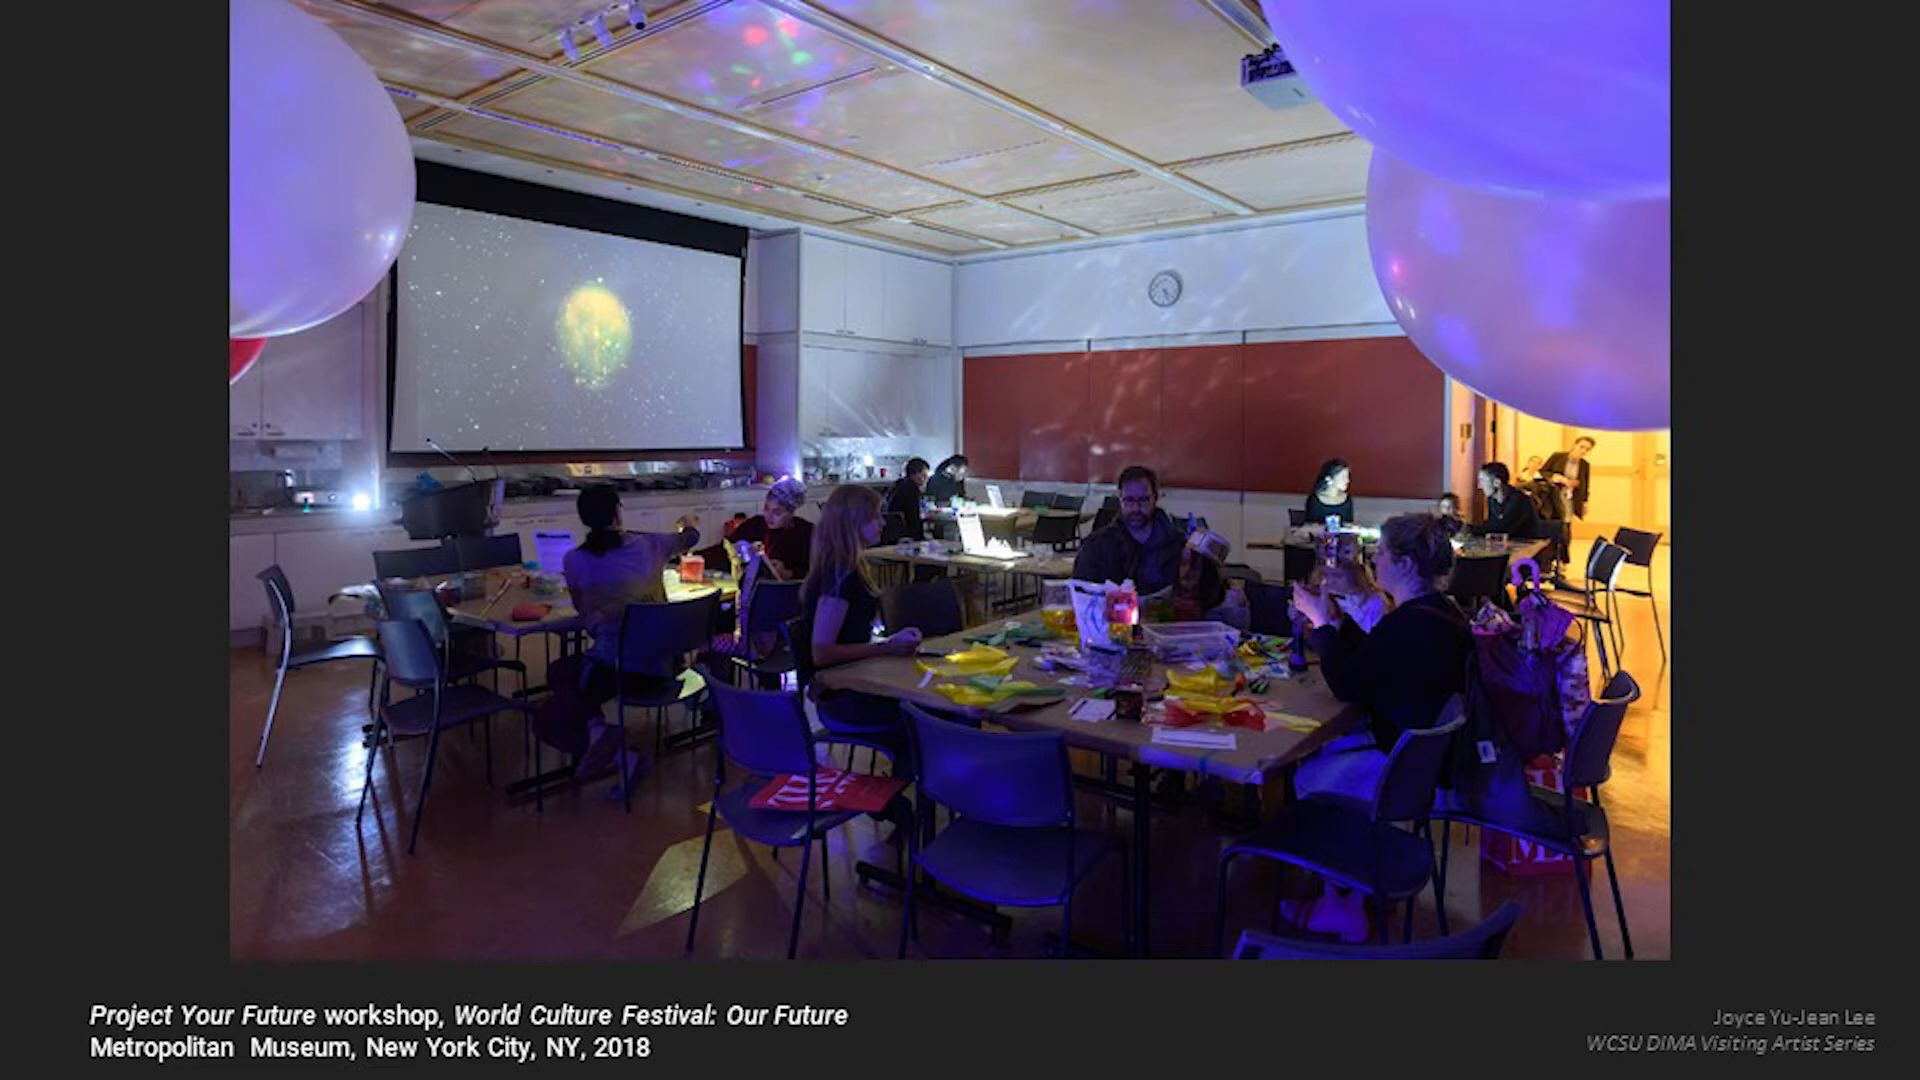 Project Your Future workshop, World Culture Festival: Our Future
Metropolitan Museum, New York City, NY, 2018
Joyce Yu-Jean Lee
WCSU DIMA Visiting Artist Series